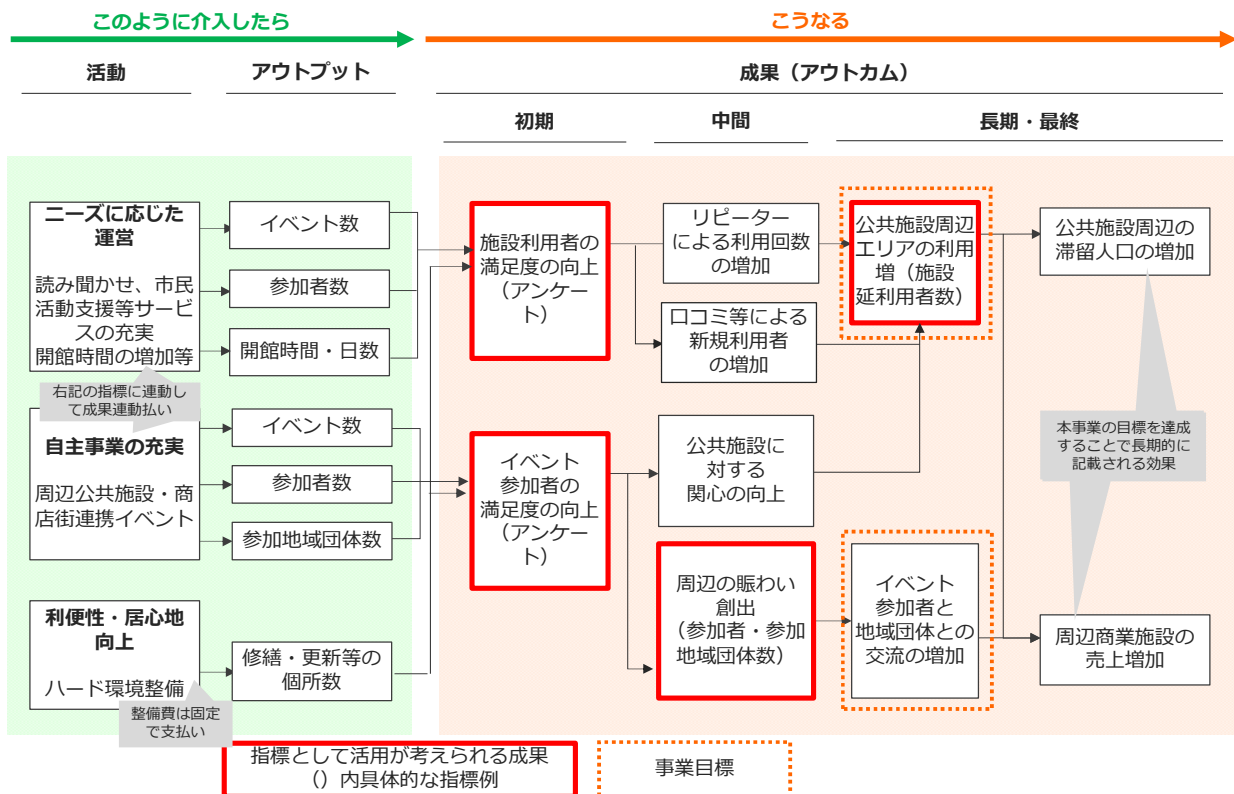 このように介入したら
こうなる
活動
アウトプット
成果（アウトカム）
初期
中間
長期・最終
ニーズに応じた
運営
読み聞かせ、市民
活動支援等サービ
スの充実
開館時間の増加等
イベント数
参加者数
開館時間・日数
右記の指標に連動し
て成果連動払い
自主事業の充実
周辺公共施設・商
店街連携イベント
イベント数
参加者数
参加地域団体数
利便性・居心地
向上
ハード環境整備
修繕・更新等の
個所数
整備費は固定
で支払い
施設利用者の
満足度の向上
（アンケー
ト）
イベント
参加者の
満足度の向上
（アンケー
ト）
リピーター
による利用回数
の増加
口コミ等による
新規利用者
の増加
公共施設に
対する
関心の向上
周辺の賑わい
創出
（参加者・参加
地域団体数）
公共施設周辺
エリアの利用
増（施設
延利用者数）
イベント
参加者と
地域団体との
交流の増加
公共施設周辺の
滞留人口の増加
本事業の目標を達成
することで長期的に
記載される効果
周辺商業施設の
売上増加
指標として活用が考えられる成果
（）内具体的な指標例
事業目標